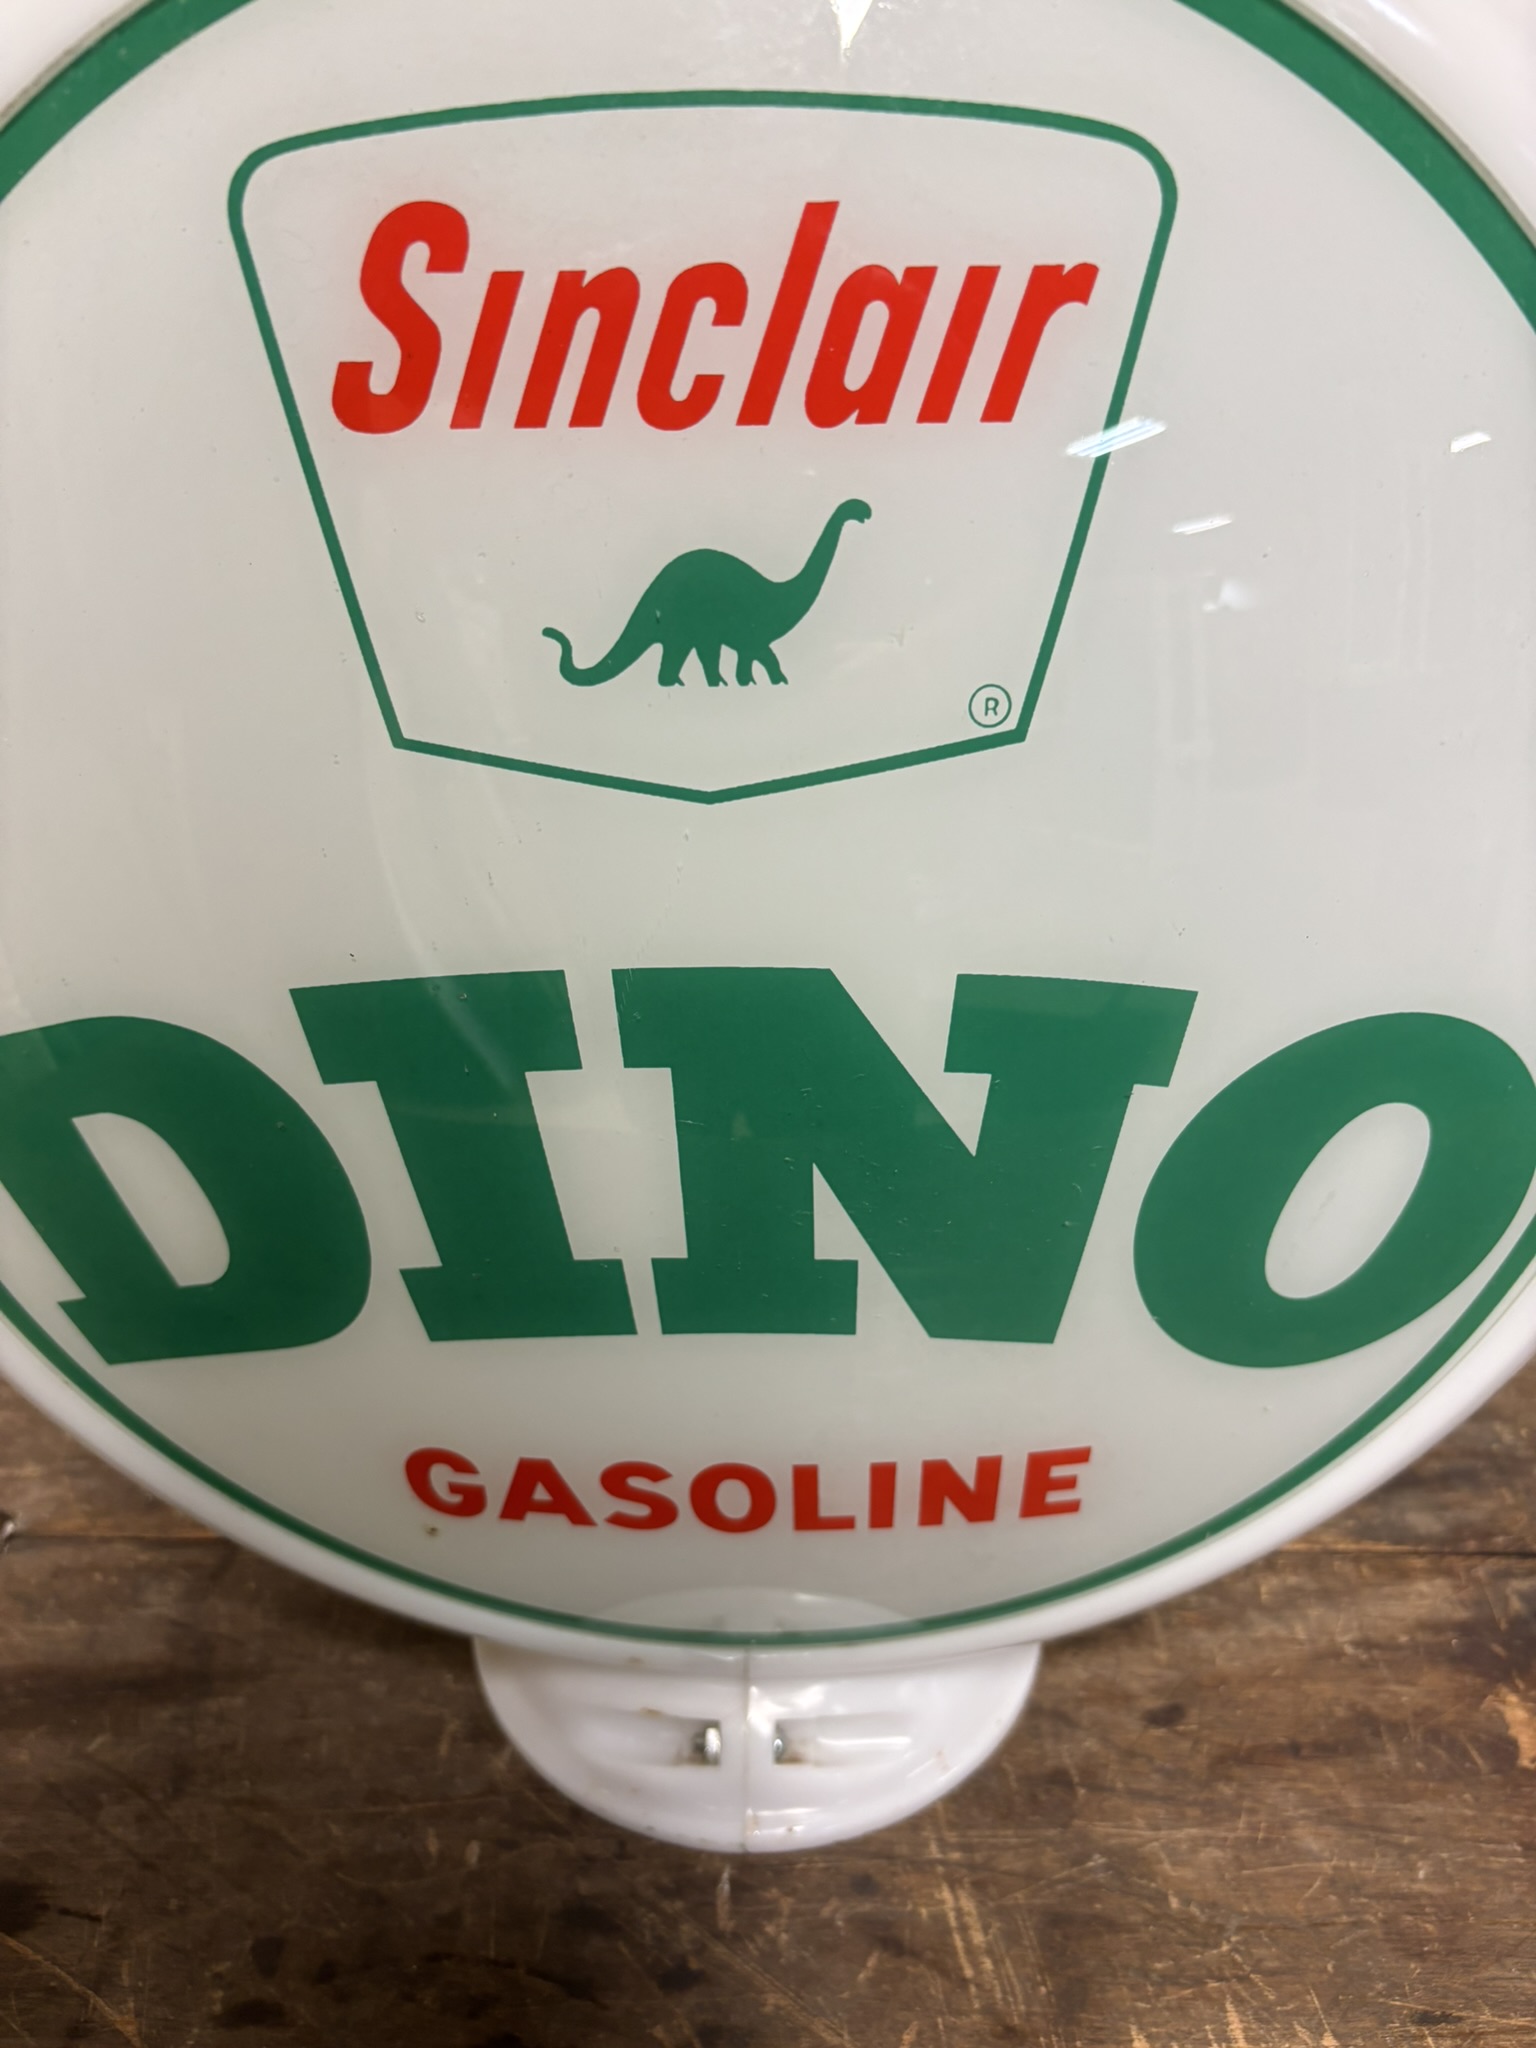 Sinclair
®
DINO
GASOLINE